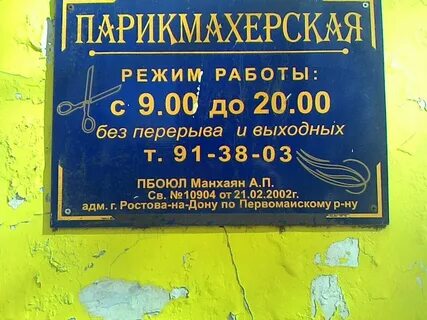 ПАРИКМАХЕРСКАЯ
РЕЖИМ РАБОТЫ:
с 9.00 до 20.00
без перерыва и выходных
т. 91-38-03
ПБОЮЛ Манхаян А.П.
Св. №10904 от 21.02.2002г.
адм. г. Ростова-на-Дону по Первомайскому р-ну